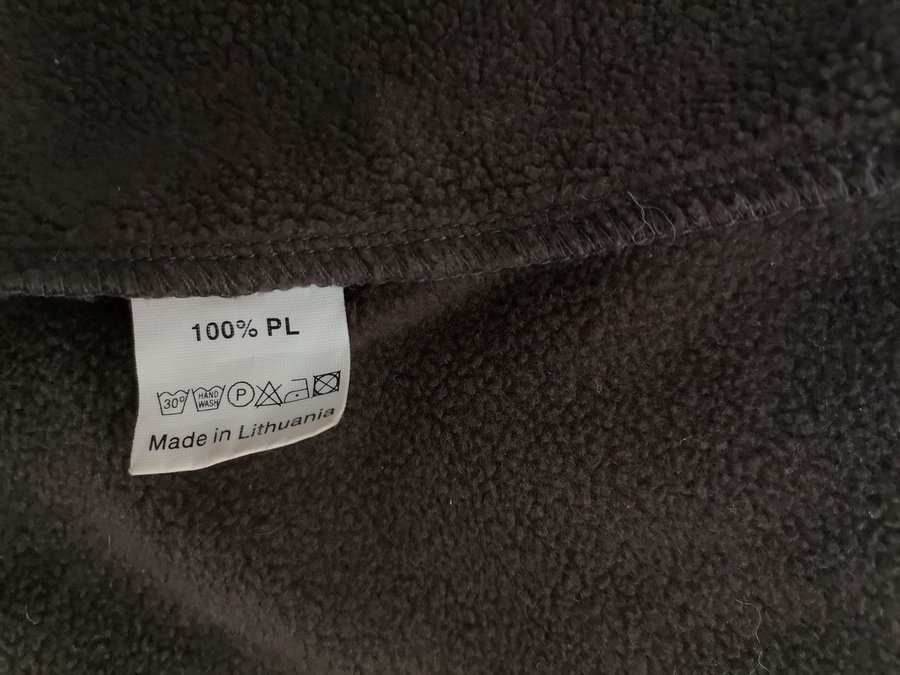 100% PL
30° HAND WASH P
Made in Lithuania